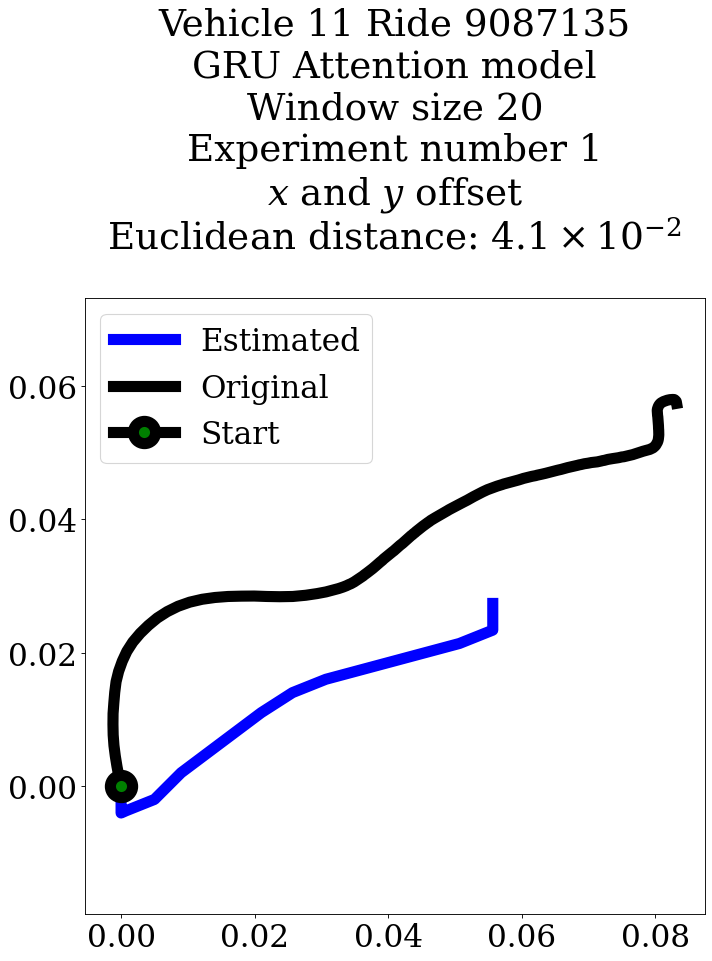 Vehicle 11 Ride 9087135
GRU Attention model
Window size 20
Experiment number 1
x and y offset
Euclidean distance: 4.1 × 10⁻²
Estimated
Original
Start
0.06
0.04
0.02
0.00
0.00 0.02 0.04 0.06 0.08